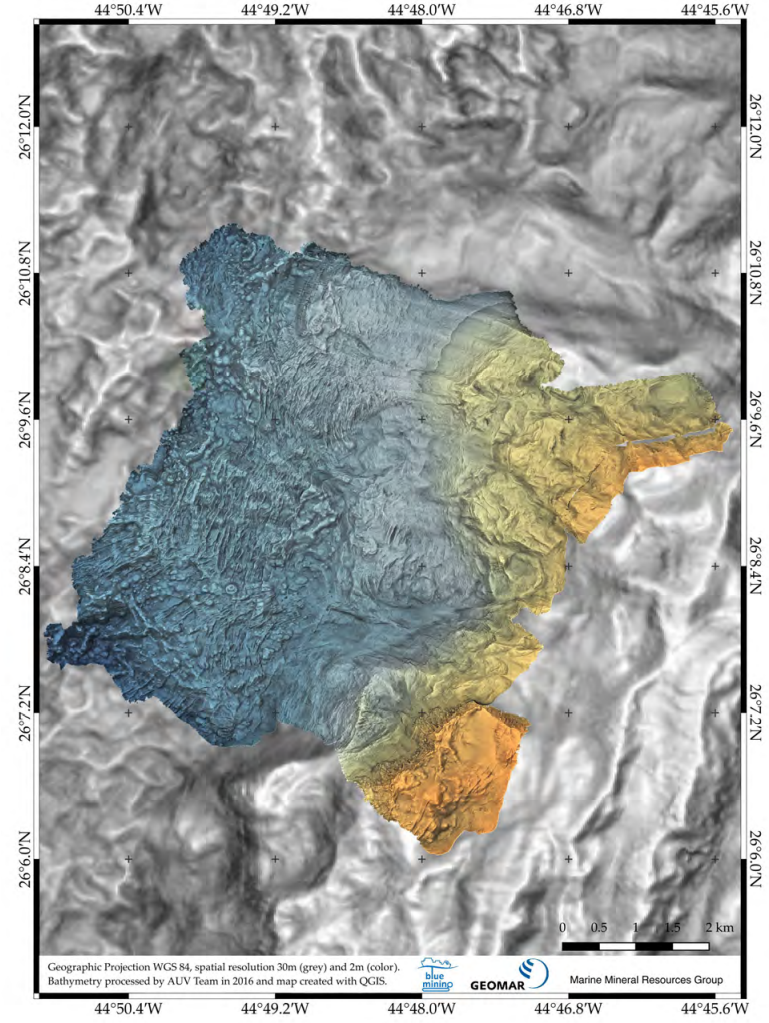 44°50.4'W 44°49.2'W 44°48.0'W 44°46.8'W 44°45.6'W
26°12.0'N 26°12.0'N
26°10.8'N 26°10.8'N
26°9.6'N 26°9.6'N
26°8.4'N 26°8.4'N
26°7.2'N 26°7.2'N
26°6.0'N 26°6.0'N
0 0.5 1 1.5 2 km
Geographic Projection WGS 84, spatial resolution 30m (grey) and 2m (color).
Bathymetry processed by AUV Team in 2016 and map created with QGIS.
blue
mining
GEOMAR
Marine Mineral Resources Group
44°50.4'W 44°49.2'W 44°48.0'W 44°46.8'W 44°45.6'W